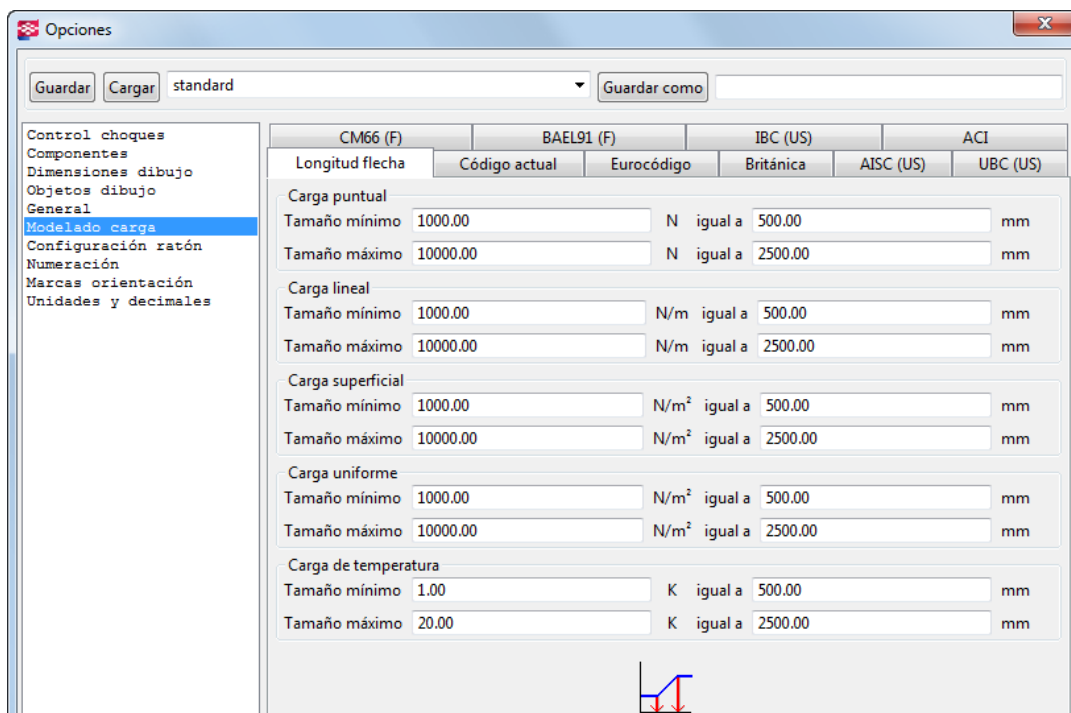 Opciones
Guardar Cargar standard Guardar como
Control choques
Componentes
Dimensiones dibujo
Objetos dibujo
General
Modelado carga
Configuración ratón
Numeración
Marcas orientación
Unidades y decimales
CM66 (F) BAEL91 (F) IBC (US) ACI
Longitud flecha Código actual Eurocódigo Británica AISC (US) UBC (US)
Carga puntual
Tamaño mínimo 1000.00 N igual a 500.00 mm
Tamaño máximo 10000.00 N igual a 2500.00 mm
Carga lineal
Tamaño mínimo 1000.00 N/m igual a 500.00 mm
Tamaño máximo 10000.00 N/m igual a 2500.00 mm
Carga superficial
Tamaño mínimo 1000.00 N/m² igual a 500.00 mm
Tamaño máximo 10000.00 N/m² igual a 2500.00 mm
Carga uniforme
Tamaño mínimo 1000.00 N/m² igual a 500.00 mm
Tamaño máximo 10000.00 N/m² igual a 2500.00 mm
Carga de temperatura
Tamaño mínimo 1.00 K igual a 500.00 mm
Tamaño máximo 20.00 K igual a 2500.00 mm